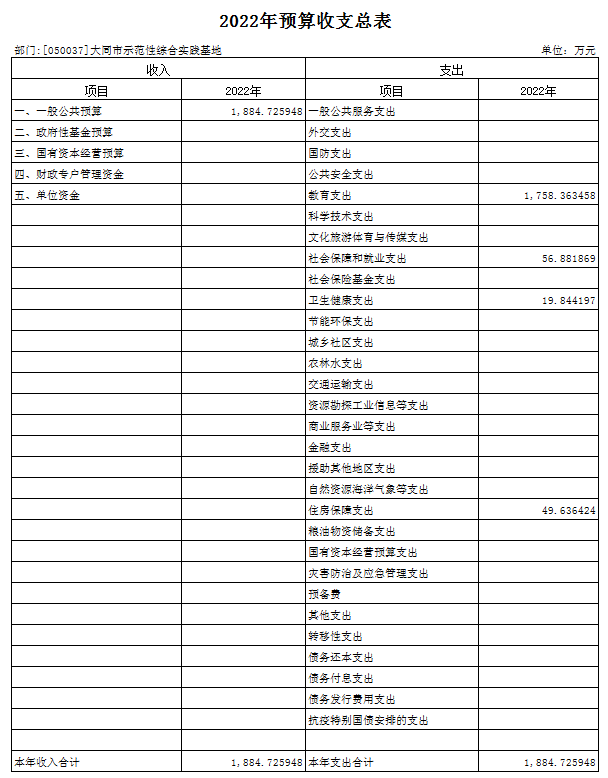 2022年预算收支总表
部门:[050037]大同市示范性综合实践基地 单位：万元
收入 支出
项目 2022年 项目 2022年
一、一般公共预算 1,884.725948 一般公共服务支出
二、政府性基金预算 外交支出
三、国有资本经营预算 国防支出
四、财政专户管理资金 公共安全支出
五、单位资金 教育支出 1,758.363458
科学技术支出
文化旅游体育与传媒支出
社会保障和就业支出 56.881869
社会保险基金支出
卫生健康支出 19.844197
节能环保支出
城乡社区支出
农林水支出
交通运输支出
资源勘探工业信息等支出
商业服务业等支出
金融支出
援助其他地区支出
自然资源海洋气象等支出
住房保障支出 49.636424
粮油物资储备支出
国有资本经营预算支出
灾害防治及应急管理支出
预备费
其他支出
转移性支出
债务还本支出
债务付息支出
债务发行费用支出
抗疫特别国债安排的支出
本年收入合计 1,884.725948 本年支出合计 1,884.725948